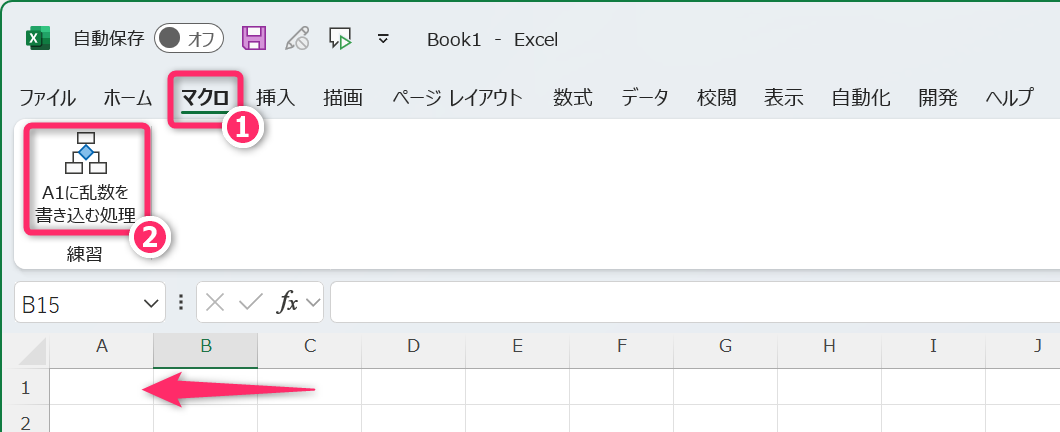 自動保存 オフ Book1 - Excel
ファイル ホーム マクロ 挿入 描画 ページ レイアウト 数式 データ 校閲 表示 自動化 開発 ヘルプ
1
A1に乱数を
書き込む処理
2
練習
B15 fx
A B C D E F G H I J
1
2